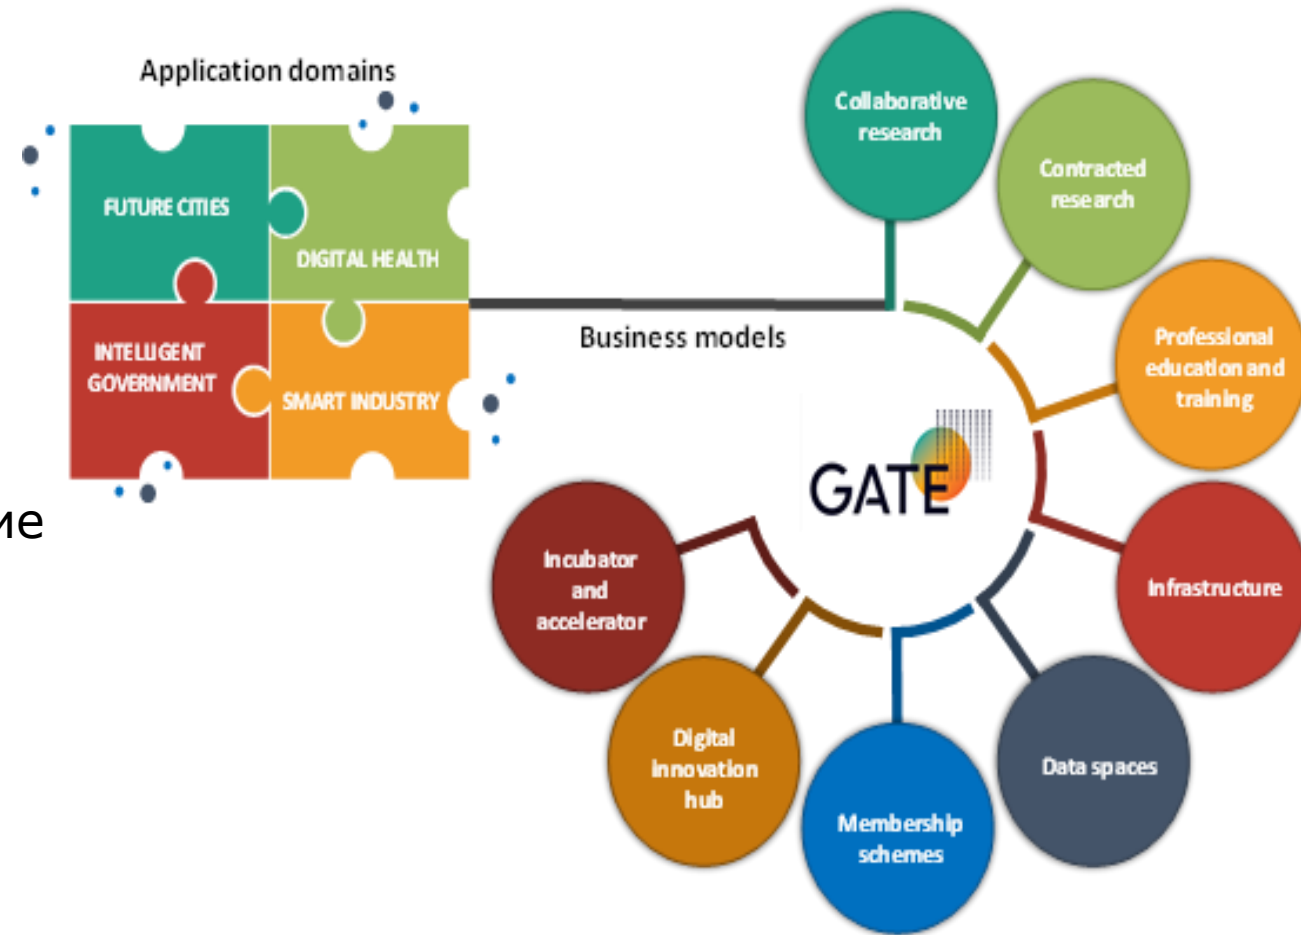 Application domains
FUTURE CITIES
DIGITAL HEALTH
INTELLIGENT
GOVERNMENT
SMART INDUSTRY
ие
Business models
GATE
Collaborative
research
Contracted
research
Professional
education and
training
Infrastructure
Data spaces
Membership
schemes
Digital
innovation
hub
Incubator
and
accelerator